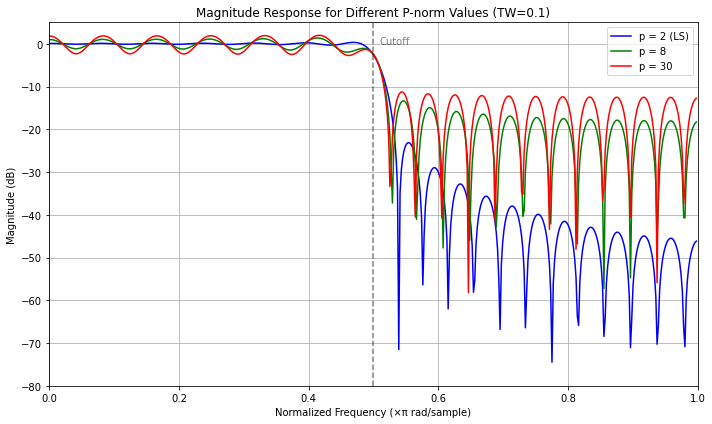 Magnitude Response for Different P-norm Values (TW=0.1)
p = 2 (LS)
p = 8
p = 30
Cutoff
Magnitude (dB)
0
−10
−20
−30
−40
−50
−60
−70
−80
0.0 0.2 0.4 0.6 0.8 1.0
Normalized Frequency (×π rad/sample)